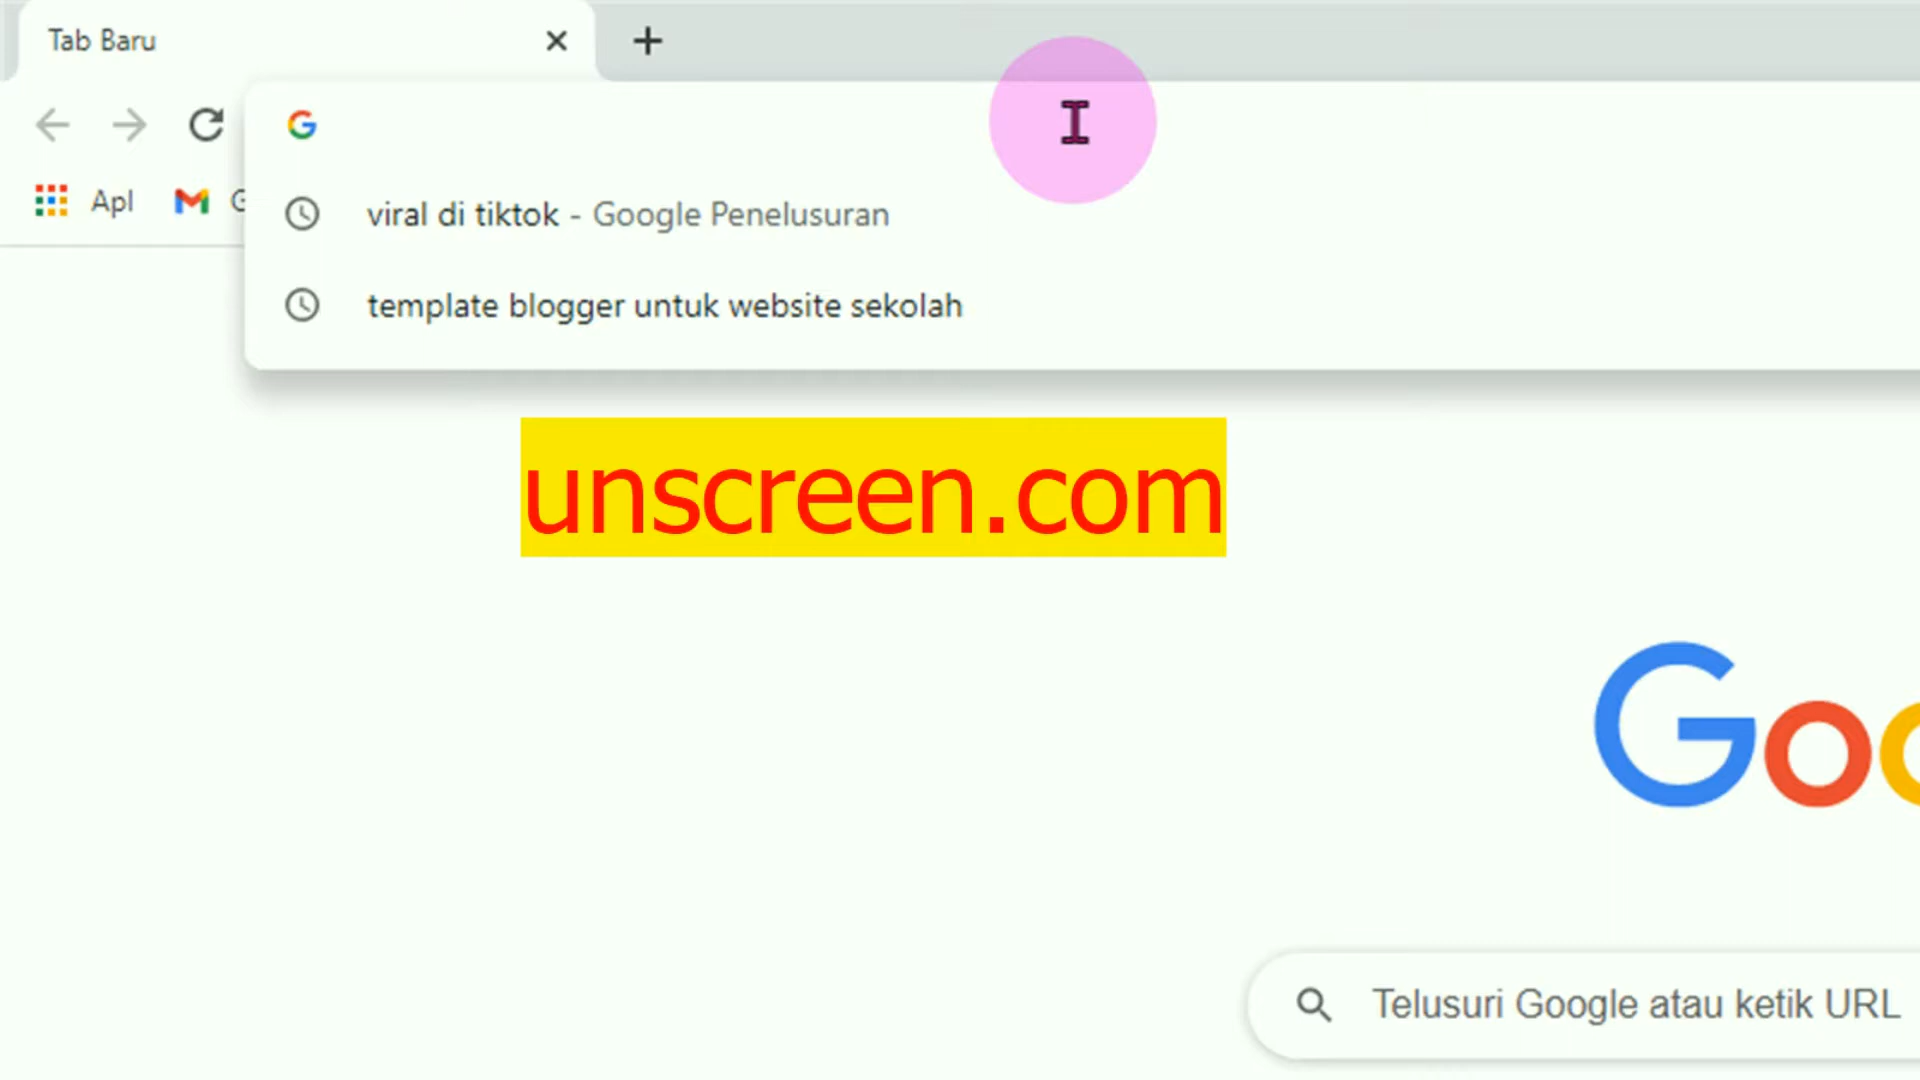 Tab Baru
Apl
viral di tiktok - Google Penelusuran
template blogger untuk website sekolah
unscreen.com
Goo
Telusuri Google atau ketik URL